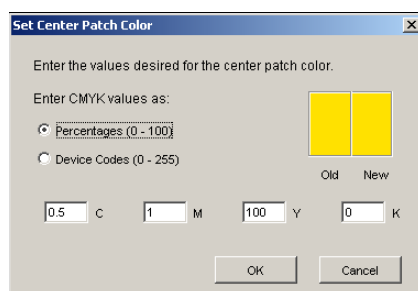 Set Center Patch Color
Enter the values desired for the center patch color.
Enter CMYK values as:
Percentages (0 - 100)
Device Codes (0 - 255)
Old New
0.5 C 1 M 100 Y 0 K
OK Cancel